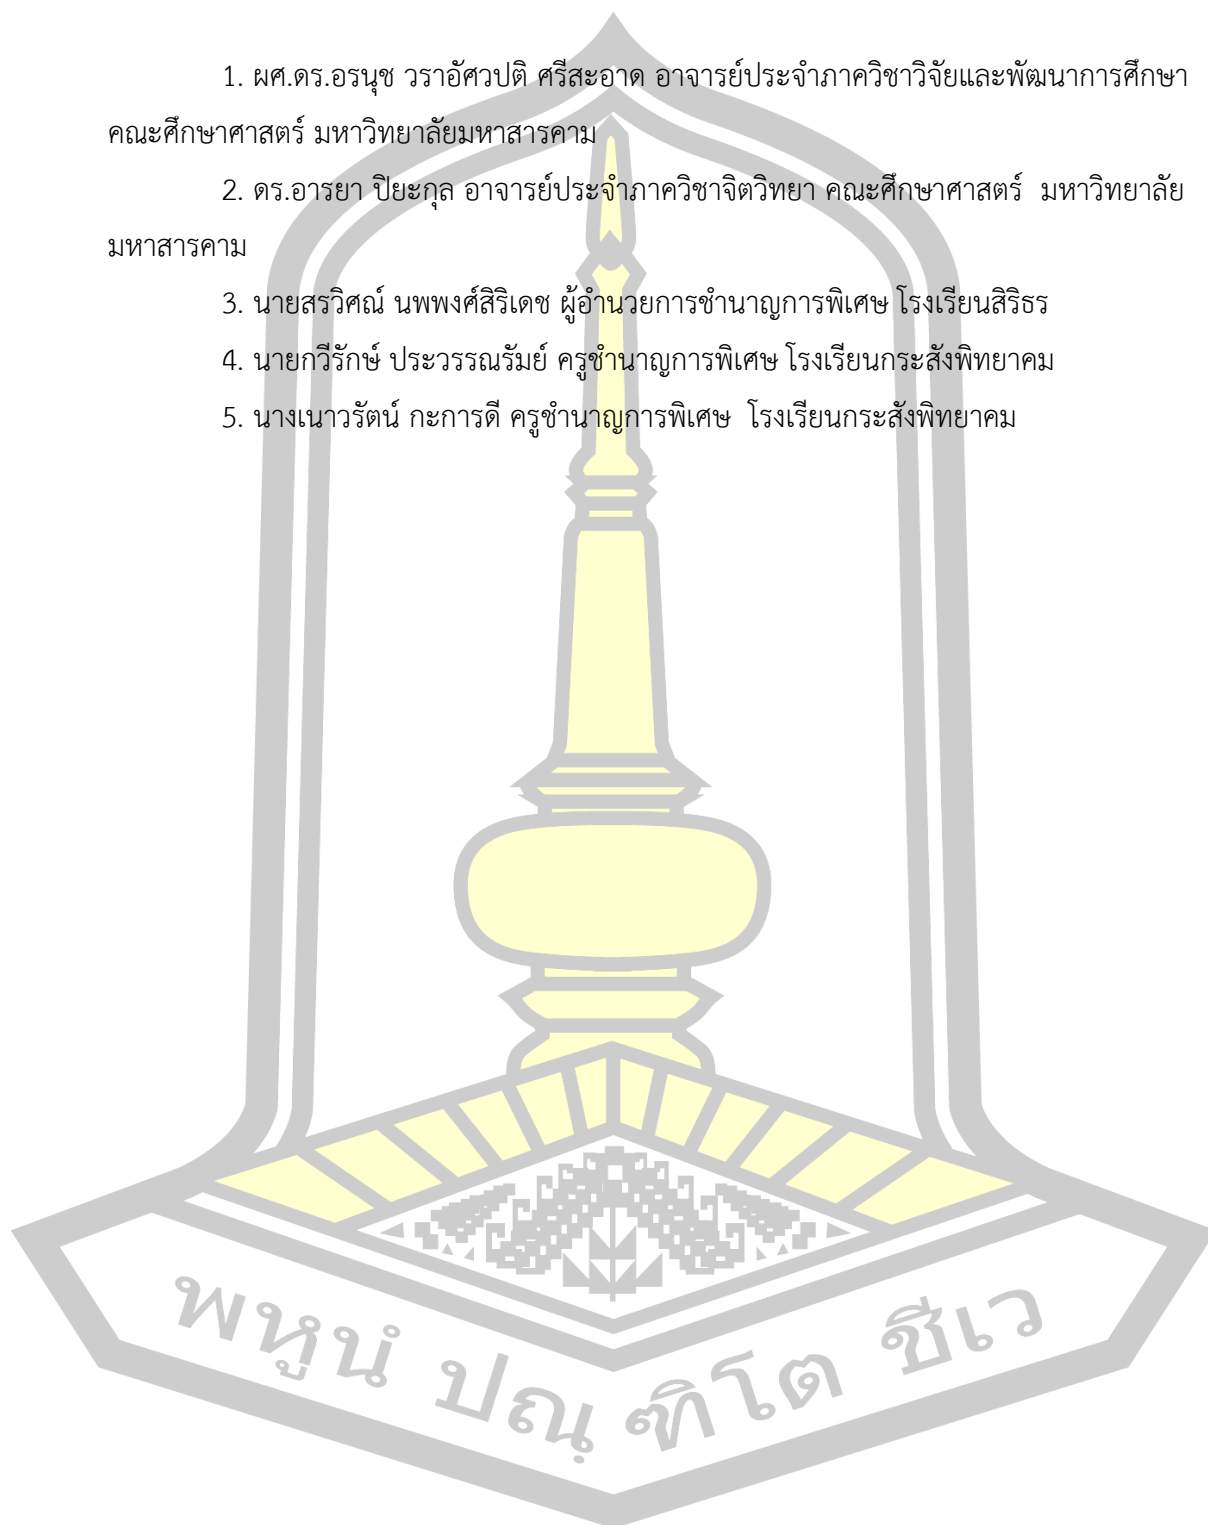 1. ผศ.ดร.อรนุช วราอัศวปติ ศรีสะอาด อาจารย์ประจำภาควิชาวิจัยและพัฒนาการศึกษา
คณะศึกษาศาสตร์ มหาวิทยาลัยมหาสารคาม
2. ดร.อารยา ปิยะกุล อาจารย์ประจำภาควิชาจิตวิทยา คณะศึกษาศาสตร์ มหาวิทยาลัย
มหาสารคาม
3. นายสรวิศณ์ นพพงศ์สิริเดช ผู้อำนวยการชำนาญการพิเศษ โรงเรียนสิริธร
4. นายกวีรักษ์ ประวรรณรัมย์ ครูชำนาญการพิเศษ โรงเรียนกระสังพิทยาคม
5. นางเนาวรัตน์ กะการดี ครูชำนาญการพิเศษ โรงเรียนกระสังพิทยาคม
พหูนํ ปณฺฑิโต ชีเว